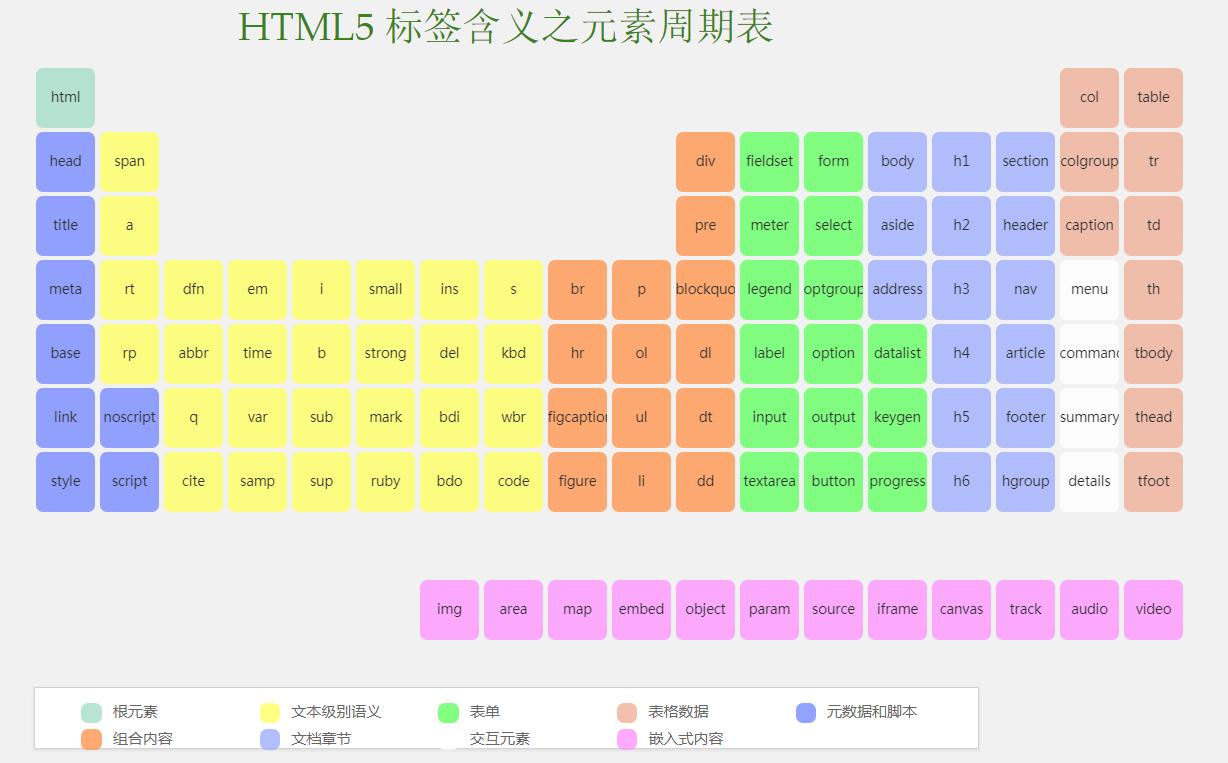 HTML5 标签含义之元素周期表
html col table
head span div fieldset form body h1 section colgroup tr
title a pre meter select aside h2 header caption td
meta rt dfn em i small ins s br p blockquo legend optgroup address h3 nav menu th
base rp abbr time b strong del kbd hr ol dl label option datalist h4 article comman tbody
link noscript q var sub mark bdi wbr figcaption ul dt input output keygen h5 footer summary thead
style script cite samp sup ruby bdo code figure li dd textarea button progress h6 hgroup details tfoot
img area map embed object param source iframe canvas track audio video
根元素 文本级别语义 表单 表格数据 元数据和脚本
组合内容 文档章节 交互元素 嵌入式内容